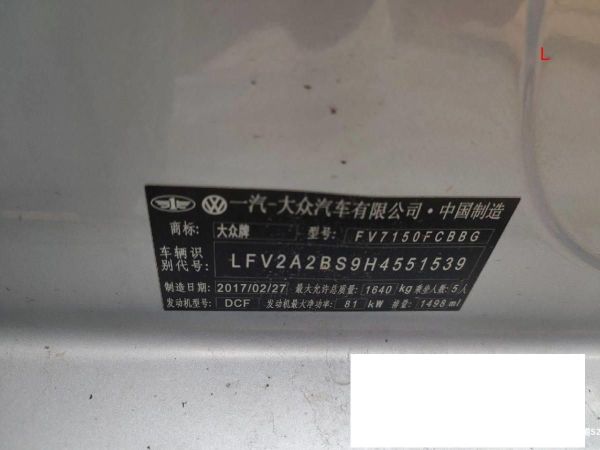 L
一汽-大众汽车有限公司·中国制造
商标: 大众牌 型号: FV7150FCBBG
车辆识别代号: LFV2A2BS9H4551539
制造日期: 2017/02/27 最大允许总质量: 1640 kg 乘坐人数: 5人
发动机型号: DCF 发动机最大净功率: 81 kW 排量: 1498 ml